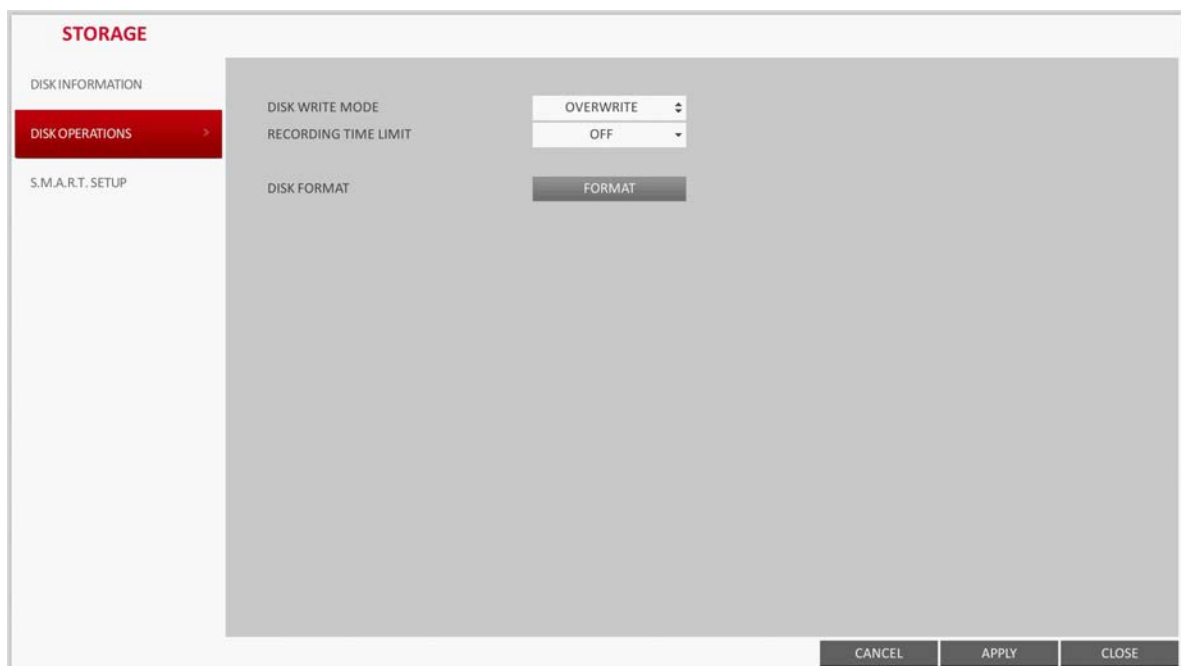 STORAGE
DISK INFORMATION
DISK OPERATIONS >
S.M.A.R.T. SETUP
DISK WRITE MODE OVERWRITE
RECORDING TIME LIMIT OFF
DISK FORMAT FORMAT
CANCEL APPLY CLOSE